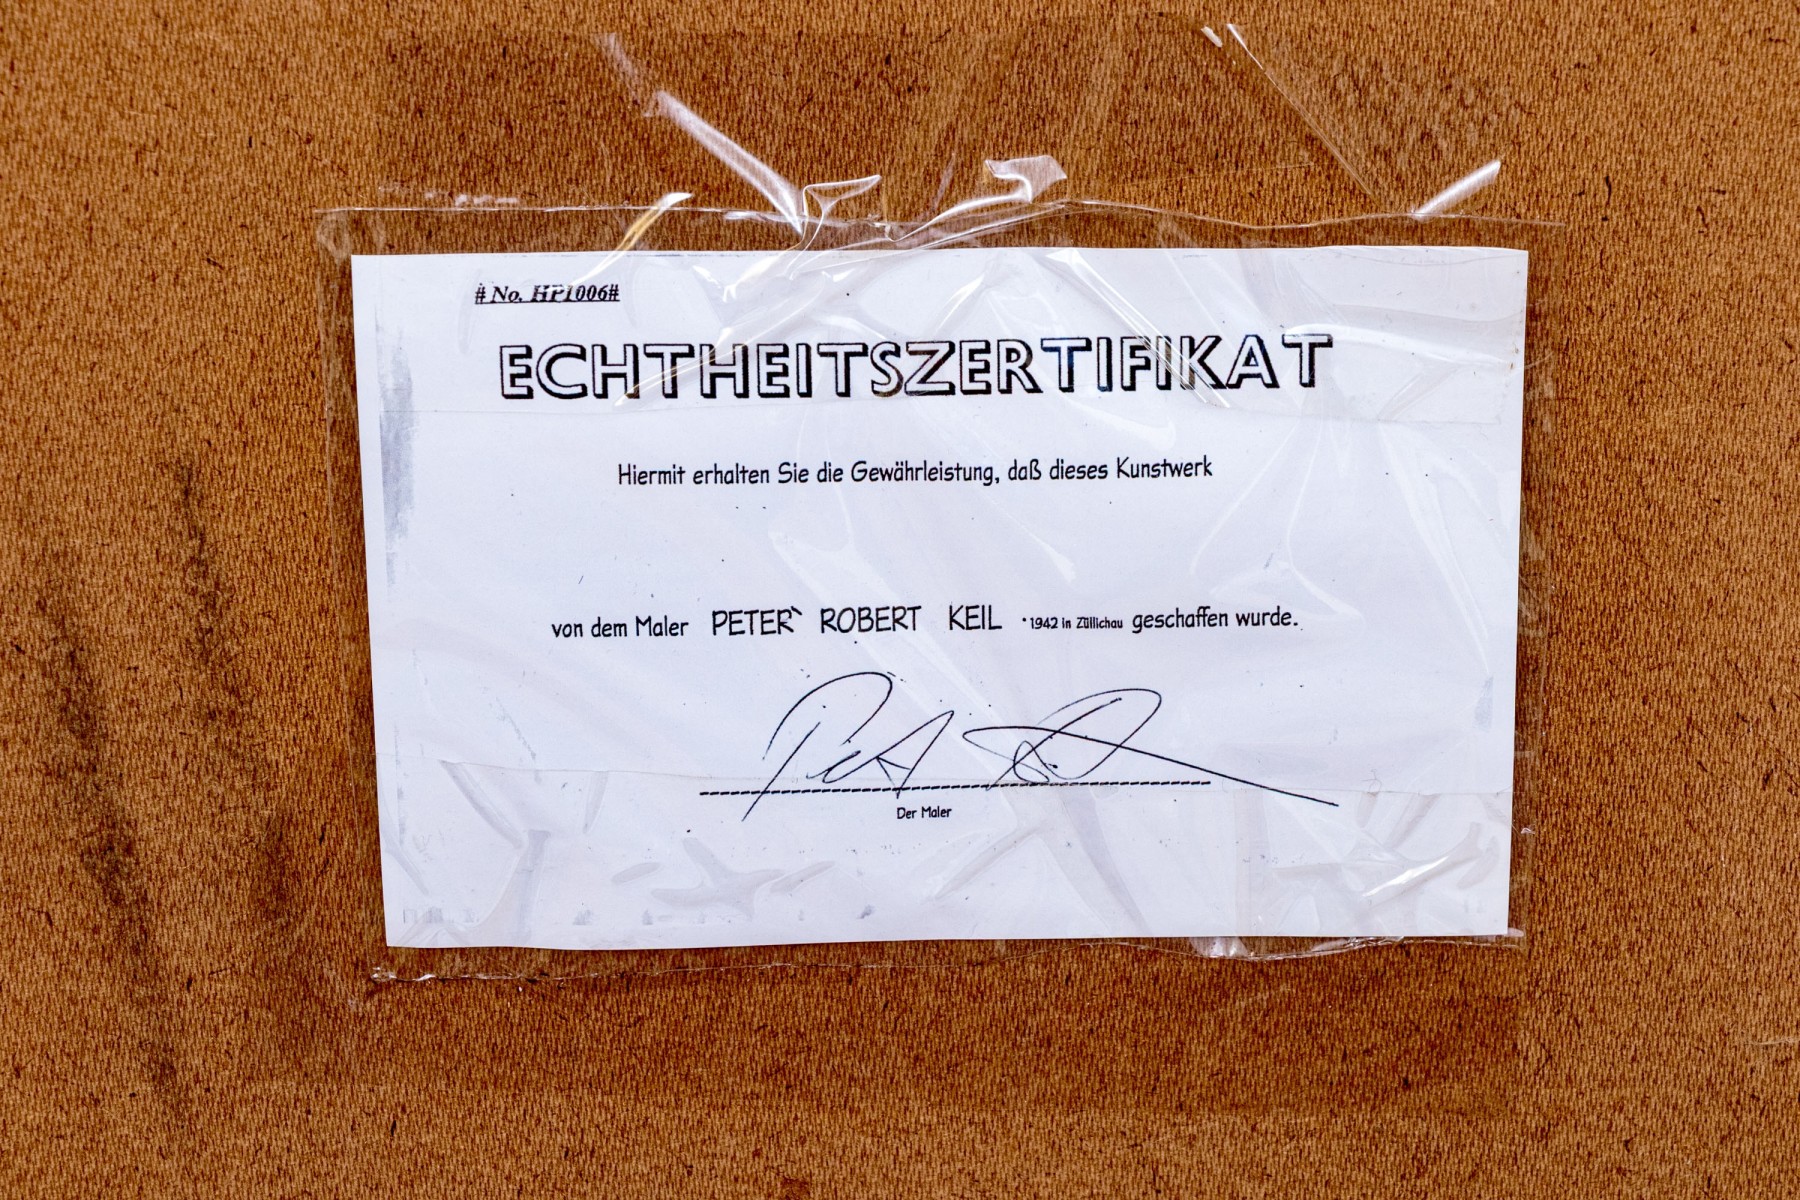 # No. HP1006#
ECHTHEITSZERTIFIKAT
Hiermit erhalten Sie die Gewährleistung, daß dieses Kunstwerk
von dem Maler PETER ROBERT KEIL *1942 in Züllichau geschaffen wurde.
Der Maler